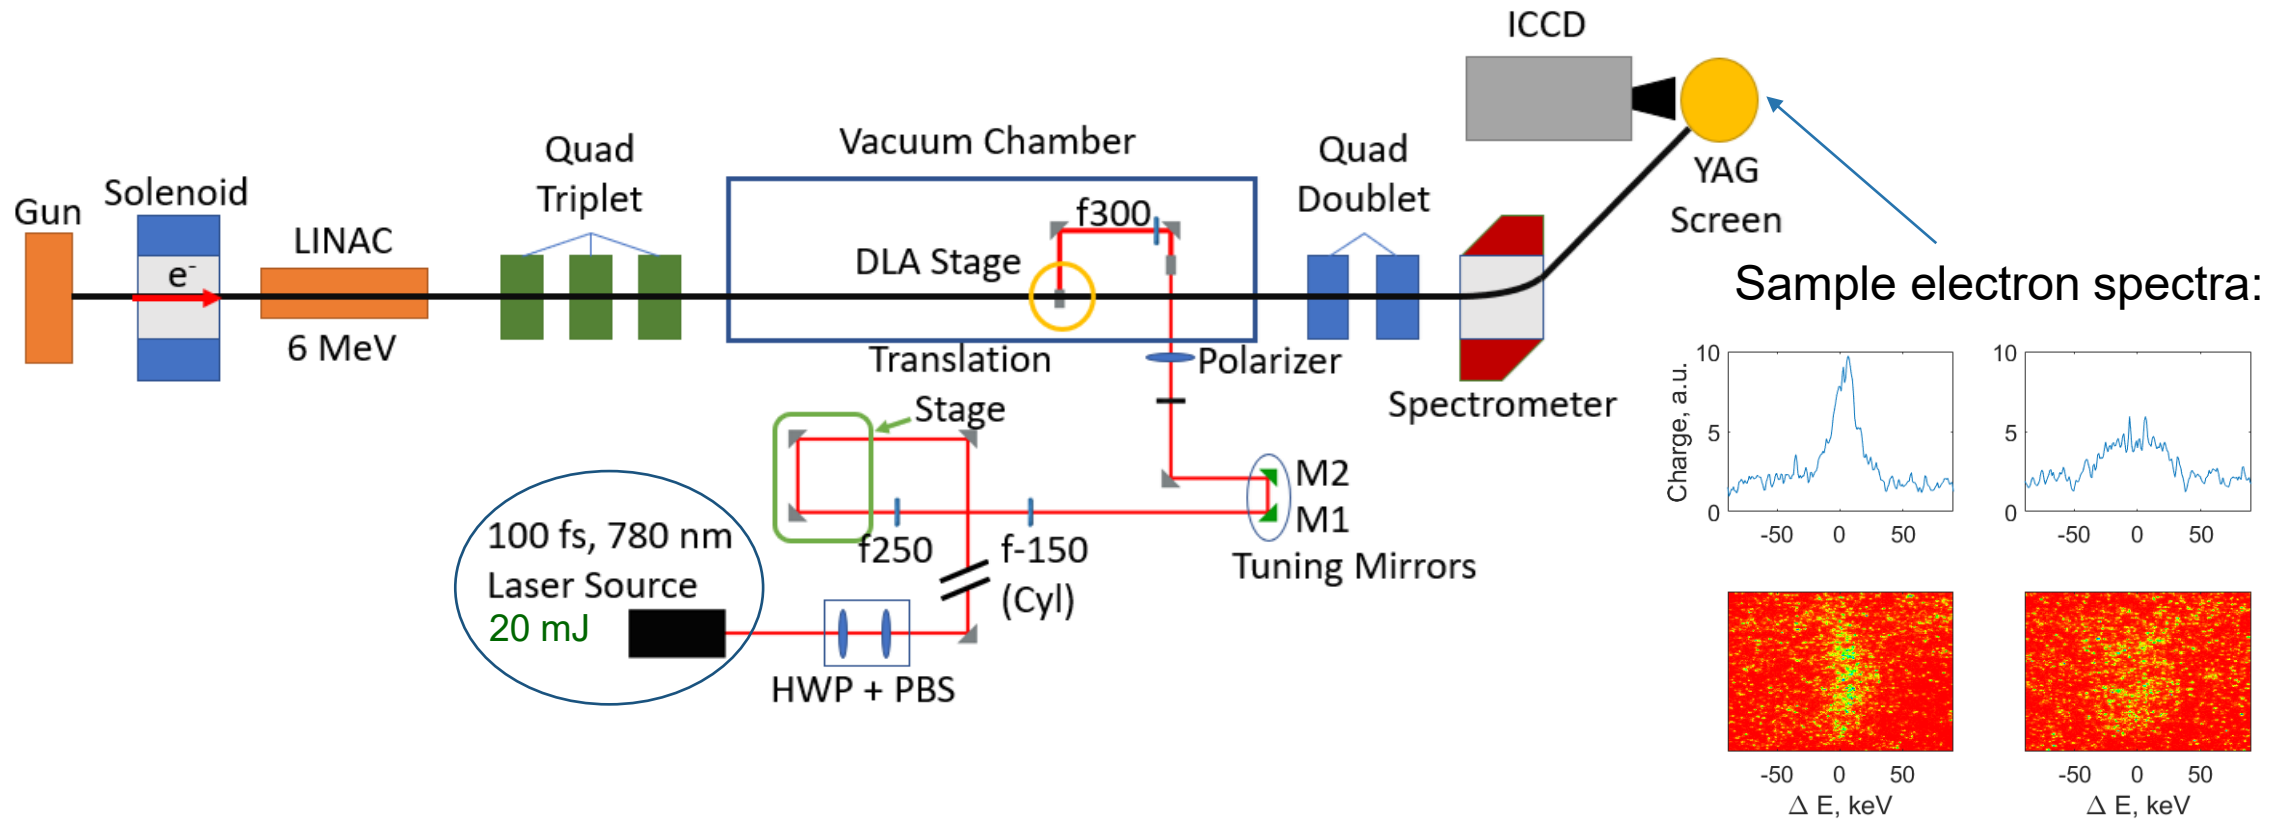 ICCD
Gun
Solenoid
e-
LINAC
6 MeV
Quad
Triplet
Vacuum Chamber
f300
DLA Stage
Quad
Doublet
YAG
Screen
Spectrometer
Translation
Stage
Polarizer
M2
M1
Tuning Mirrors
f250
f-150
(Cyl)
100 fs, 780 nm
Laser Source
20 mJ
HWP + PBS
Sample electron spectra:
Charge, a.u.
10
5
0
-50 0 50
10
5
0
-50 0 50
-50 0 50
Δ E, keV
-50 0 50
Δ E, keV